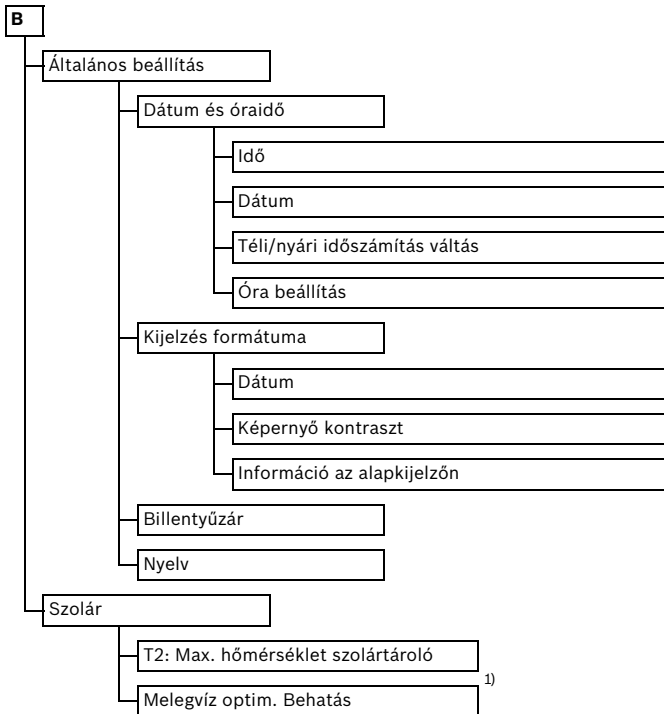 B
Általános beállítás
Dátum és óraidő
Idő
Dátum
Téli/nyári időszámítás váltás
Óra beállítás
Kijelzés formátuma
Dátum
Képernyő kontraszt
Információ az alapkijelzőn
Billentyűzár
Nyelv
Szolár
T2: Max. hőmérséklet szolártároló
Melegvíz optim. Behatás 1)